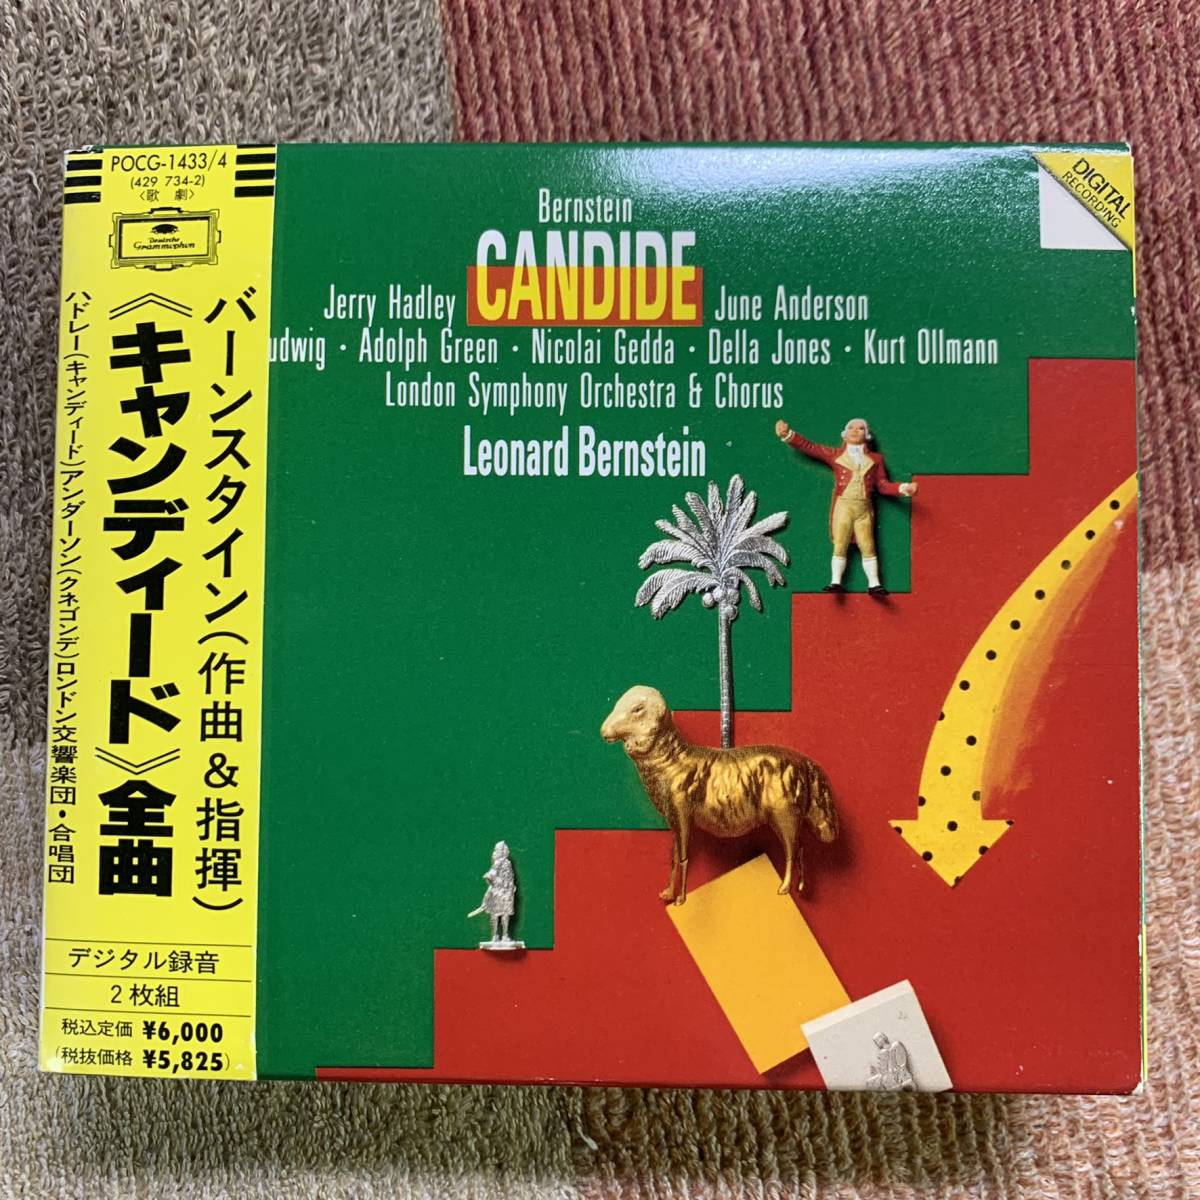 POCG-1433/4
(429 734-2)
〈歌 劇〉
Deutsche
Grammophon
バーンスタイン(作曲&指揮)
《キャンディード》全曲
ハドレー(キャンディード)アンダーソン(クネゴンデ)ロンドン交響楽団・合唱団
デジタル録音
2枚組
税込定価 ¥6,000
(税抜価格 ¥5,825)
Bernstein
CANDIDE
Jerry Hadley June Anderson
udwig · Adolph Green · Nicolai Gedda · Della Jones · Kurt Ollmann
London Symphony Orchestra & Chorus
Leonard Bernstein
DIGITAL
RECORDING